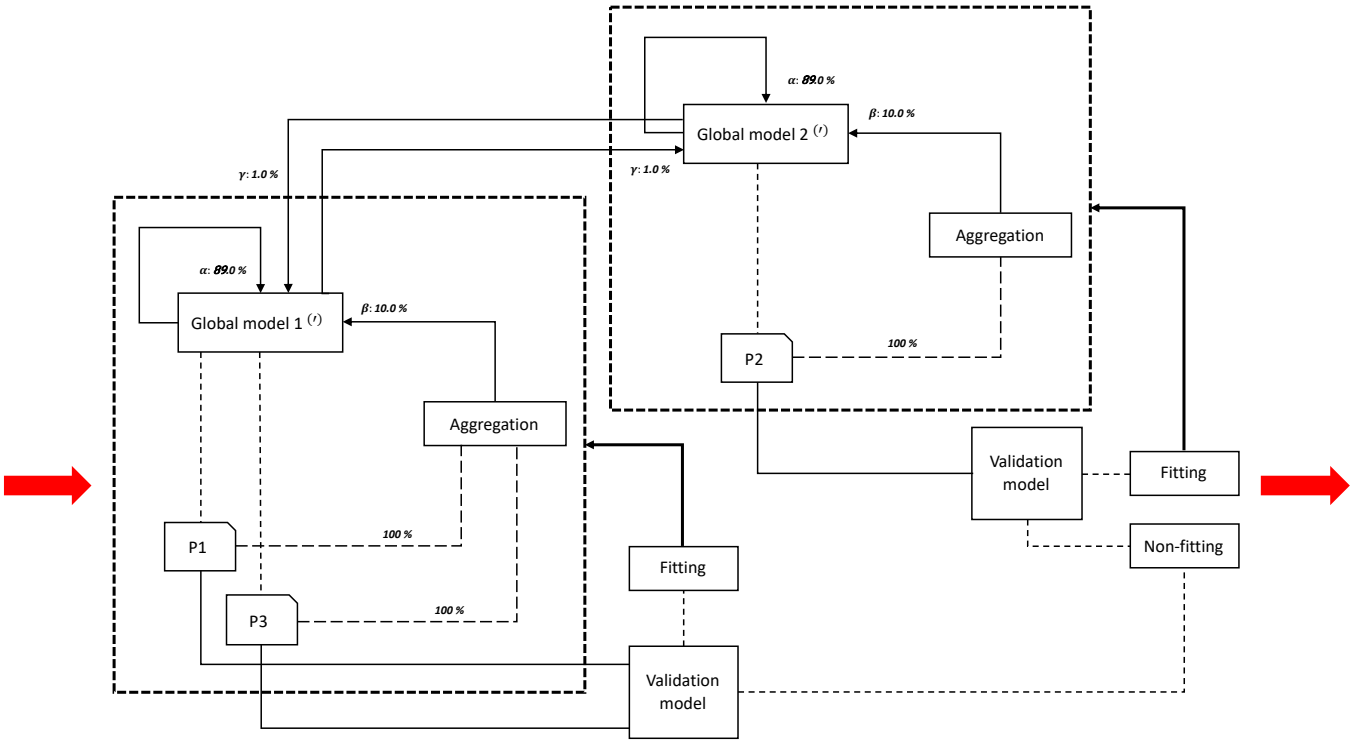 α: 89.0 %
Global model 2 (′)
β: 10.0 %
γ: 1.0 %
γ: 1.0 %
Aggregation
α: 89.0 %
Global model 1 (′)
β: 10.0 %
P2
100 %
Aggregation
Validation
model
Fitting
P1
100 %
Non-fitting
Fitting
P3
100 %
Validation
model